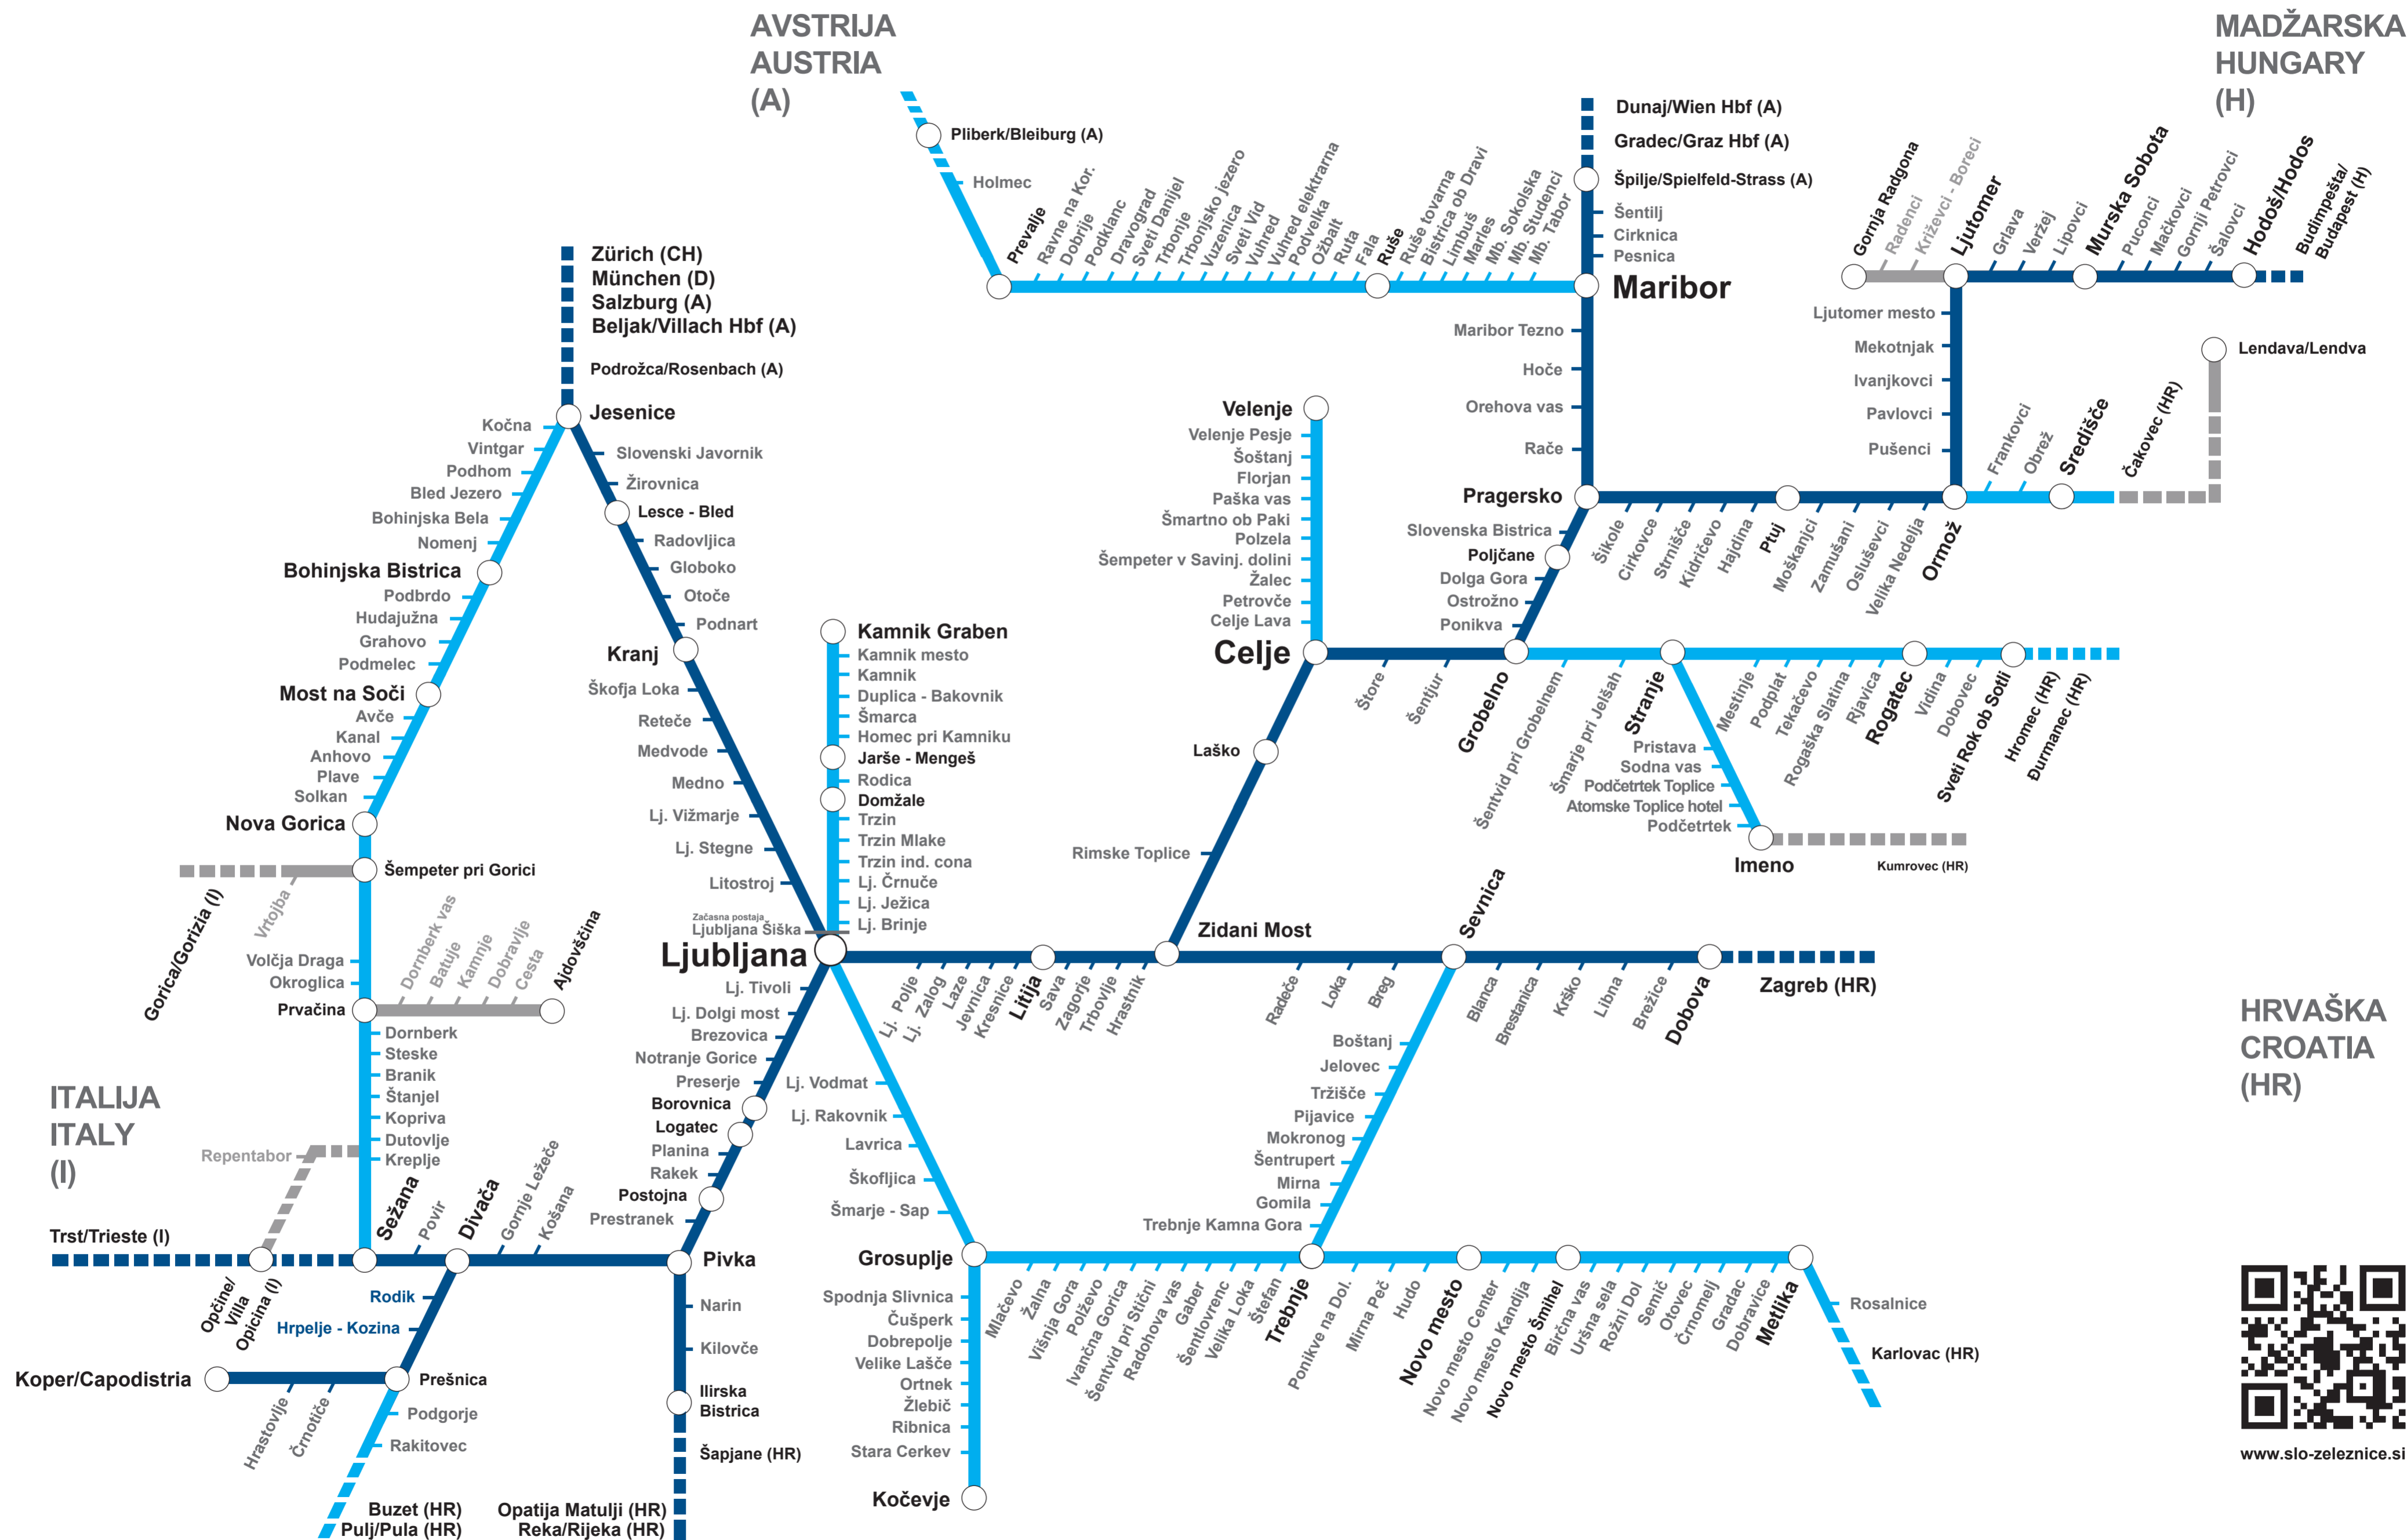 AVSTRIJA
AUSTRIA
(A)
MADŽARSKA
HUNGARY
(H)
Pliberk/Bleiburg (A)
Holmec
Prevalje
Ravne na Kor.
Dobrije
Podklanc
Dravograd
Sveti Danijel
Trbonje
Trbonjsko jezero
Vuzenica
Sveti Vid
Vuhred
Vuhred elektrarna
Podvelka
Ožbalt
Ruta
Fala
Ruše
Ruše tovarna
Bistrica ob Dravi
Limbuš
Marles
Mb. Sokolska
Mb. Studenci
Mb. Tabor
Dunaj/Wien Hbf (A)
Gradec/Graz Hbf (A)
Špilje/Spielfeld-Strass (A)
Šentilj
Cirknica
Pesnica
Maribor
Maribor Tezno
Hoče
Orehova vas
Rače
Pragersko
Gornja Radgona
Radenci
Križevci - Boreci
Ljutomer
Grlava
Veržej
Lipovci
Murska Sobota
Puconci
Mačkovci
Gornji Petrovci
Šalovci
Hodoš/Hodos
Budimpešta/
Budapest (H)
Ljutomer mesto
Mekotnjak
Ivanjkovci
Pavlovci
Pušenci
Lendava/Lendva
Čakovec (HR)
Središče
Obrež
Frankovci
Ormož
Velika Nedelja
Osluševci
Zamušani
Moškanjci
Ptuj
Hajdina
Kidričevo
Strnišče
Cirkovce
Šikole
Zürich (CH)
München (D)
Salzburg (A)
Beljak/Villach Hbf (A)
Podrožca/Rosenbach (A)
Jesenice
Kočna
Vintgar
Podhom
Bled Jezero
Bohinjska Bela
Nomenj
Bohinjska Bistrica
Podbrdo
Hudajužna
Grahovo
Podmelec
Most na Soči
Avče
Kanal
Anhovo
Plave
Solkan
Nova Gorica
Šempeter pri Gorici
Vrtojba
Gorica/Gorizia (I)
Volčja Draga
Okroglica
Prvačina
Dornberk vas
Batuje
Kamnje
Dobravlje
Cesta
Ajdovščina
Dornberk
Steske
Branik
Štanjel
Kopriva
Dutovlje
Kreplje
Repentabor
Slovenski Javornik
Žirovnica
Lesce - Bled
Radovljica
Globoko
Otoče
Podnart
Kranj
Škofja Loka
Reteče
Medvode
Medno
Lj. Vižmarje
Lj. Stegne
Litostroj
Začasna postaja
Ljubljana Šiška
Ljubljana
Kamnik Graben
Kamnik mesto
Kamnik
Duplica - Bakovnik
Šmarca
Homec pri Kamniku
Jarše - Mengeš
Rodica
Domžale
Trzin
Trzin Mlake
Trzin ind. cona
Lj. Črnuče
Lj. Ježica
Lj. Brinje
Velenje
Velenje Pesje
Šoštanj
Florjan
Paška vas
Šmartno ob Paki
Polzela
Šempeter v Savinj. dolini
Žalec
Petrovče
Celje Lava
Celje
Slovenska Bistrica
Poljčane
Dolga Gora
Ostrožno
Ponikva
Štore
Šentjur
Grobelno
Šentvid pri Grobelnem
Šmarje pri Jelšah
Stranje
Mestinje
Podplat
Tekačevo
Rogaška Slatina
Rjavica
Rogatec
Vidina
Dobovec
Sveti Rok ob Sotli
Hromec (HR)
Đurmanec (HR)
Pristava
Sodna vas
Podčetrtek Toplice
Atomske Toplice hotel
Podčetrtek
Imeno
Kumrovec (HR)
Laško
Rimske Toplice
Zidani Most
Lj. Polje
Lj. Zalog
Laze
Jevnica
Kresnice
Litija
Sava
Zagorje
Trbovlje
Hrastnik
Radeče
Loka
Breg
Sevnica
Blanca
Brestanica
Krško
Libna
Brežice
Dobova
Zagreb (HR)
HRVAŠKA
CROATIA
(HR)
Boštanj
Jelovec
Tržišče
Pijavice
Mokronog
Šentrupert
Mirna
Gomila
Trebnje Kamna Gora
Lj. Tivoli
Lj. Dolgi most
Brezovica
Notranje Gorice
Preserje
Borovnica
Logatec
Planina
Rakek
Postojna
Prestranek
Pivka
Lj. Vodmat
Lj. Rakovnik
Lavrica
Škofljica
Šmarje - Sap
Grosuplje
ITALIJA
ITALY
(I)
Trst/Trieste (I)
Opčine/
Villa
Opicina (I)
Sežana
Povir
Divača
Gornje Ležeče
Košana
Rodik
Hrpelje - Kozina
Koper/Capodistria
Hrastovlje
Črnotiče
Prešnica
Podgorje
Rakitovec
Buzet (HR)
Pulj/Pula (HR)
Narin
Kilovče
Ilirska
Bistrica
Šapjane (HR)
Opatija Matulji (HR)
Reka/Rijeka (HR)
Spodnja Slivnica
Čušperk
Dobrepolje
Velike Lašče
Ortnek
Žlebič
Ribnica
Stara Cerkev
Kočevje
Mlačevo
Žalna
Višnja Gora
Polževo
Ivančna Gorica
Šentvid pri Stični
Radohova vas
Gaber
Šentlovrenc
Velika Loka
Štefan
Trebnje
Ponikve na Dol.
Mirna Peč
Hudo
Novo mesto
Novo mesto Center
Novo mesto Kandija
Novo mesto Šmihel
Birčna vas
Uršna sela
Rožni Dol
Semič
Otovec
Črnomelj
Gradac
Dobravice
Metlika
Rosalnice
Karlovac (HR)
www.slo-zeleznice.si